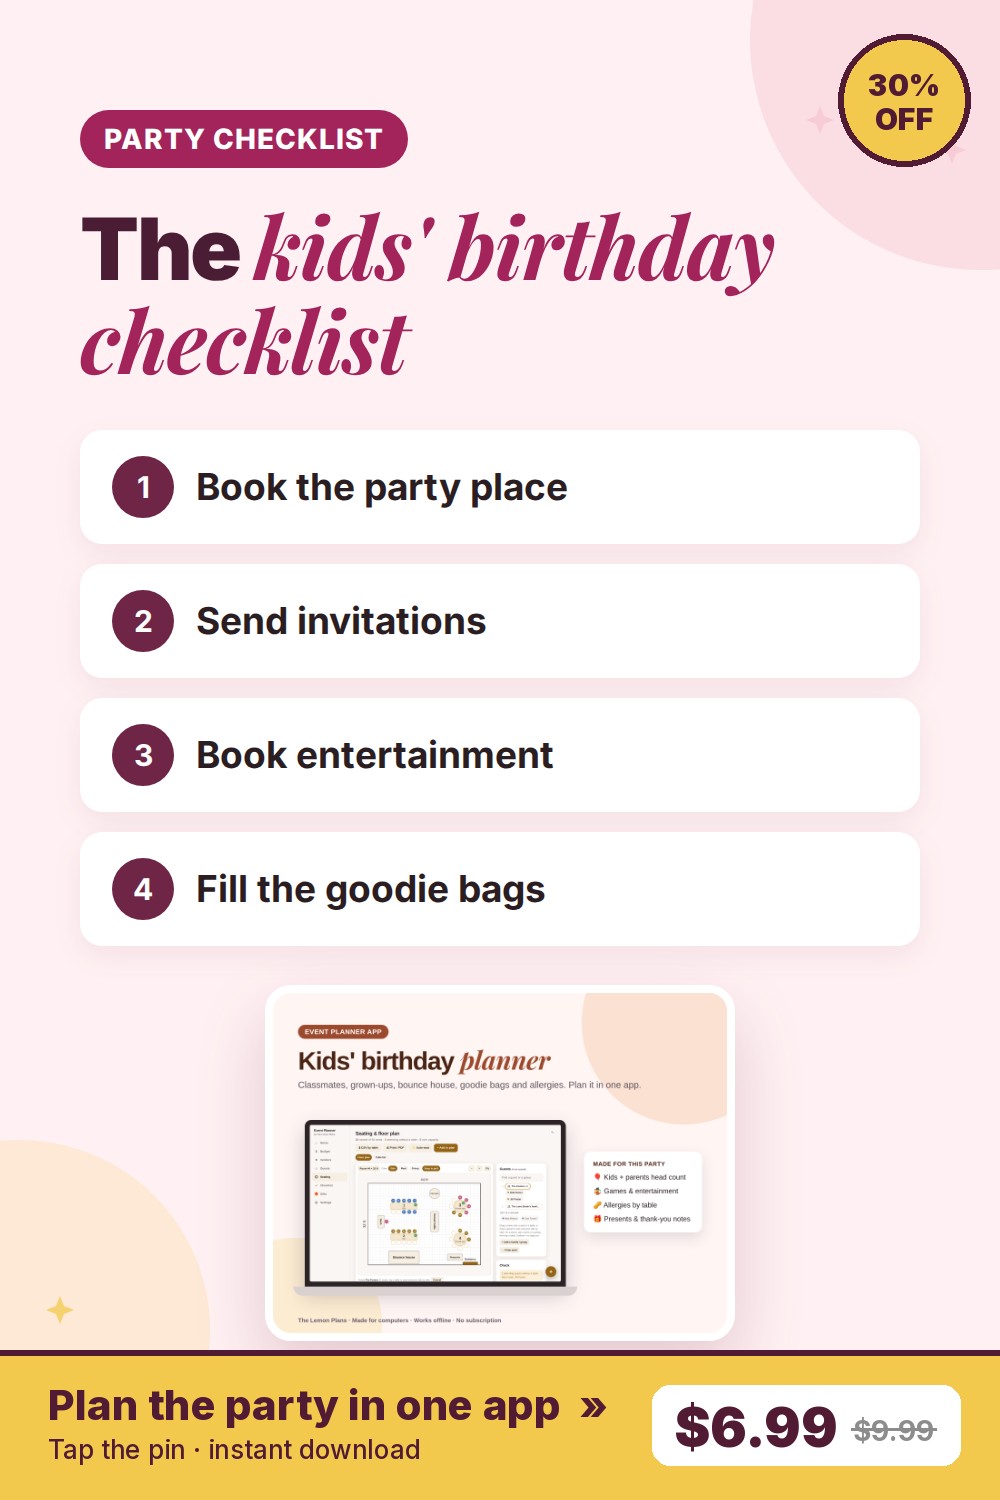 30%
OFF
PARTY CHECKLIST
The kids' birthday
checklist
1 Book the party place
2 Send invitations
3 Book entertainment
4 Fill the goodie bags
EVENT PLANNER APP
Kids' birthday planner
Classmates, grown-ups, bounce house, goodie bags and allergies. Plan it in one app.
Seating & floor plan
Bounce house
MADE FOR THIS PARTY
Kids + parents head count
Games & entertainment
Allergies by table
Presents & thank-you notes
The Lemon Plans · Made for computers · Works offline · No subscription
Plan the party in one app »
Tap the pin · instant download
$6.99 $9.99